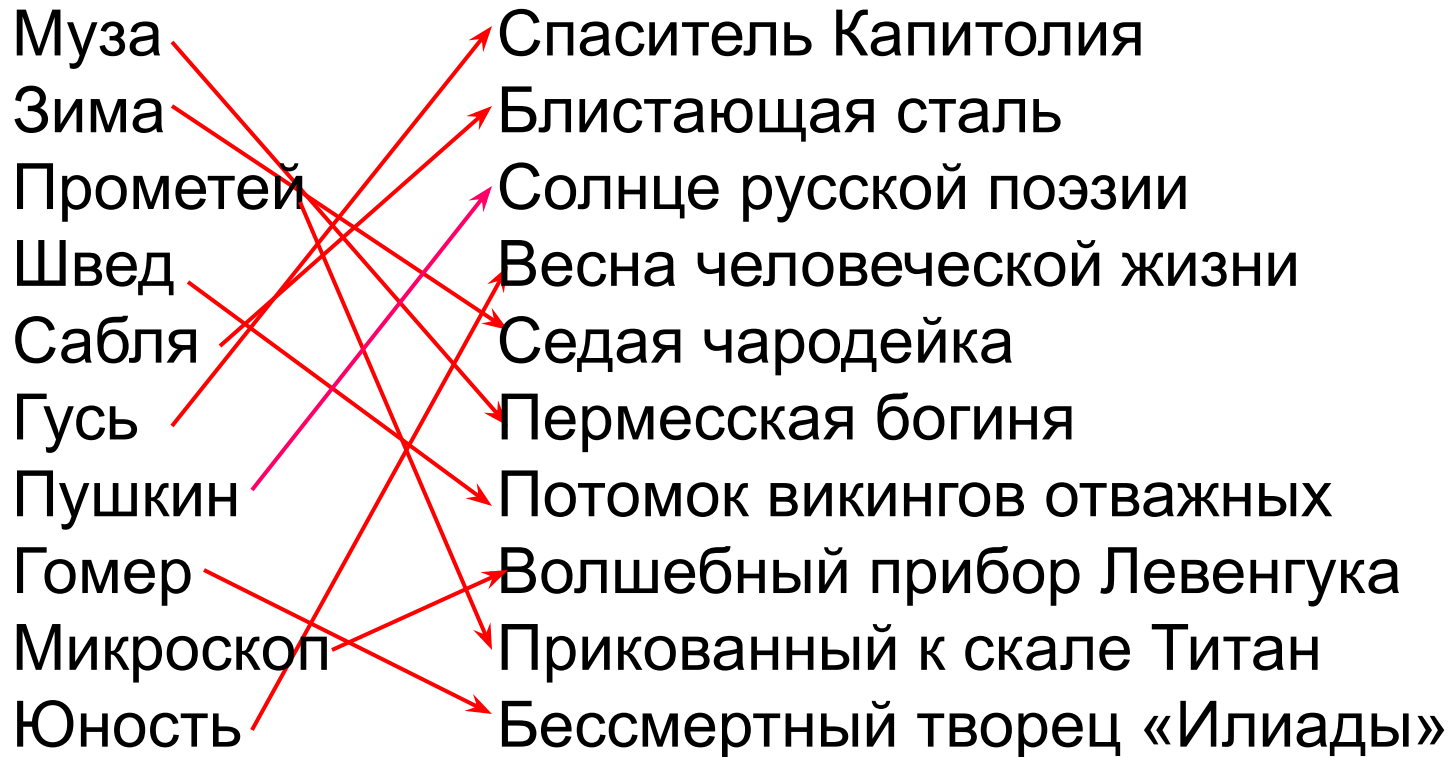 Муза Спаситель Капитолия
Зима Блистающая сталь
Прометей Солнце русской поэзии
Швед Весна человеческой жизни
Сабля Седая чародейка
Гусь Пермесская богиня
Пушкин Потомок викингов отважных
Гомер Волшебный прибор Левенгука
Микроскоп Прикованный к скале Титан
Юность Бессмертный творец «Илиады»